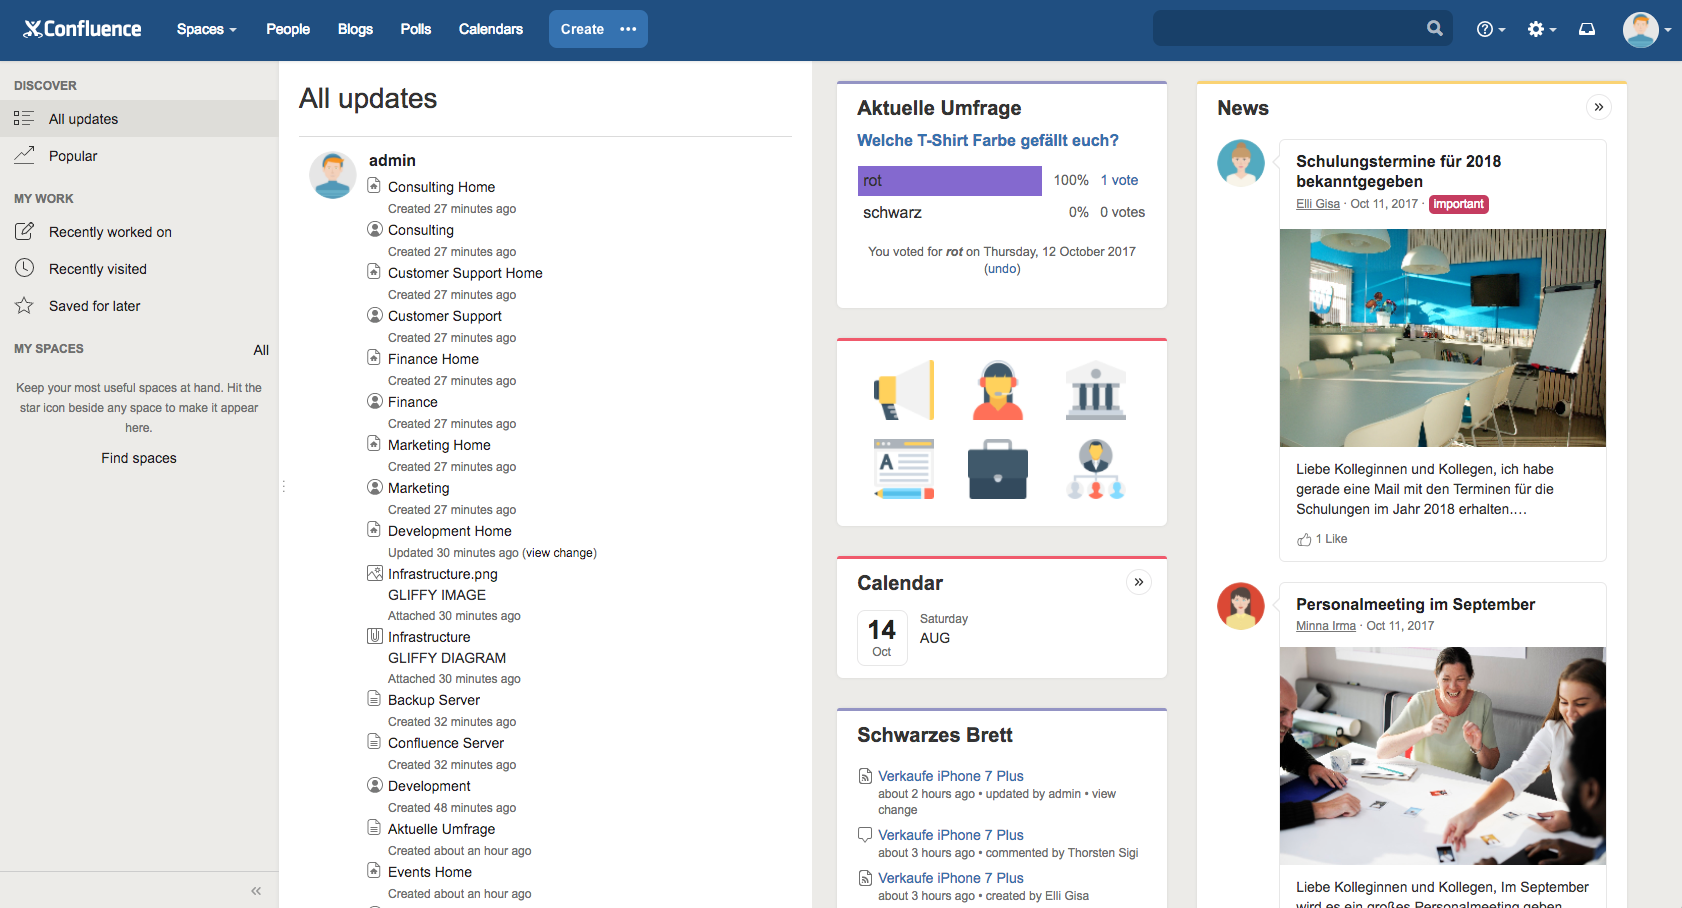 Confluence
Spaces
People
Blogs
Polls
Calendars
Create
DISCOVER
All updates
Popular
MY WORK
Recently worked on
Recently visited
Saved for later
MY SPACES
All
Keep your most useful spaces at hand. Hit the
star icon beside any space to make it appear
here.
Find spaces
All updates
admin
Consulting Home
Created 27 minutes ago
Consulting
Created 27 minutes ago
Customer Support Home
Created 27 minutes ago
Customer Support
Created 27 minutes ago
Finance Home
Created 27 minutes ago
Finance
Created 27 minutes ago
Marketing Home
Created 27 minutes ago
Marketing
Created 27 minutes ago
Development Home
Updated 30 minutes ago (view change)
Infrastructure.png
GLIFFY IMAGE
Attached 30 minutes ago
Infrastructure
GLIFFY DIAGRAM
Attached 30 minutes ago
Backup Server
Created 32 minutes ago
Confluence Server
Created 32 minutes ago
Development
Created 48 minutes ago
Aktuelle Umfrage
Created about an hour ago
Events Home
Created about an hour ago
Aktuelle Umfrage
Welche T-Shirt Farbe gefällt euch?
rot 100% 1 vote
schwarz 0% 0 votes
You voted for rot on Thursday, 12 October 2017
(undo)
A
Calendar
14
Oct
Saturday
AUG
Schwarzes Brett
Verkaufe iPhone 7 Plus
about 2 hours ago • updated by admin • view
change
Verkaufe iPhone 7 Plus
about 3 hours ago • commented by Thorsten Sigi
Verkaufe iPhone 7 Plus
about 3 hours ago • created by Elli Gisa
News
Schulungstermine für 2018
bekanntgegeben
Elli Gisa · Oct 11, 2017 · Important
Liebe Kolleginnen und Kollegen, ich habe
gerade eine Mail mit den Terminen für die
Schulungen im Jahr 2018 erhalten.…
1 Like
Personalmeeting im September
Minna Irma · Oct 11, 2017
Liebe Kolleginnen und Kollegen, Im September
wird es ein großes Personalmeeting geben